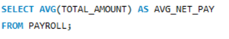 SELECT AVG(TOTAL_AMOUNT) AS AVG_NET_PAY
FROM PAYROLL;